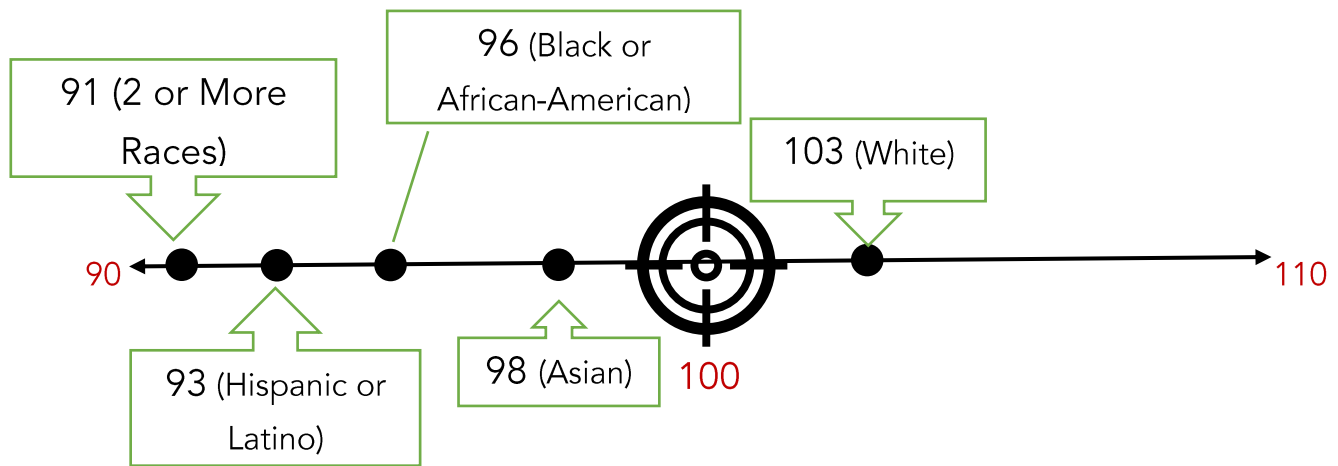 96 (Black or
African-American)
91 (2 or More
Races)
103 (White)
90
110
93 (Hispanic or
Latino)
98 (Asian)
100